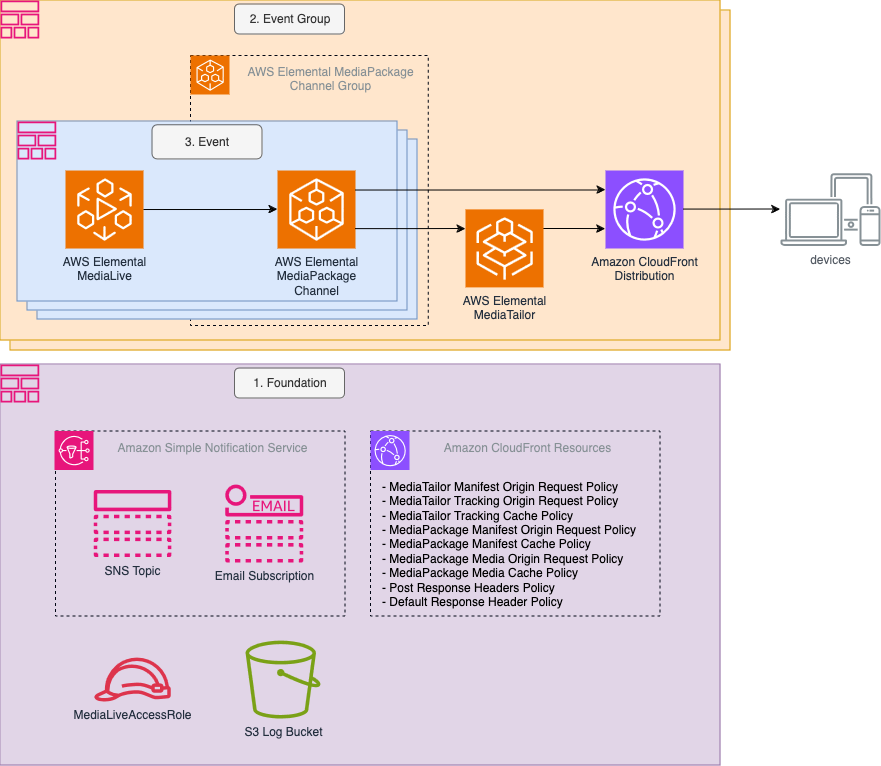 2. Event Group
AWS Elemental MediaPackage
Channel Group
3. Event
AWS Elemental
MediaLive
AWS Elemental
MediaPackage
Channel
AWS Elemental
MediaTailor
Amazon CloudFront
Distribution
devices
1. Foundation
Amazon Simple Notification Service
SNS Topic
EMAIL
Email Subscription
Amazon CloudFront Resources
- MediaTailor Manifest Origin Request Policy
- MediaTailor Tracking Origin Request Policy
- MediaTailor Tracking Cache Policy
- MediaPackage Manifest Origin Request Policy
- MediaPackage Manifest Cache Policy
- MediaPackage Media Origin Request Policy
- MediaPackage Media Cache Policy
- Post Response Headers Policy
- Default Response Header Policy
MediaLiveAccessRole
S3 Log Bucket